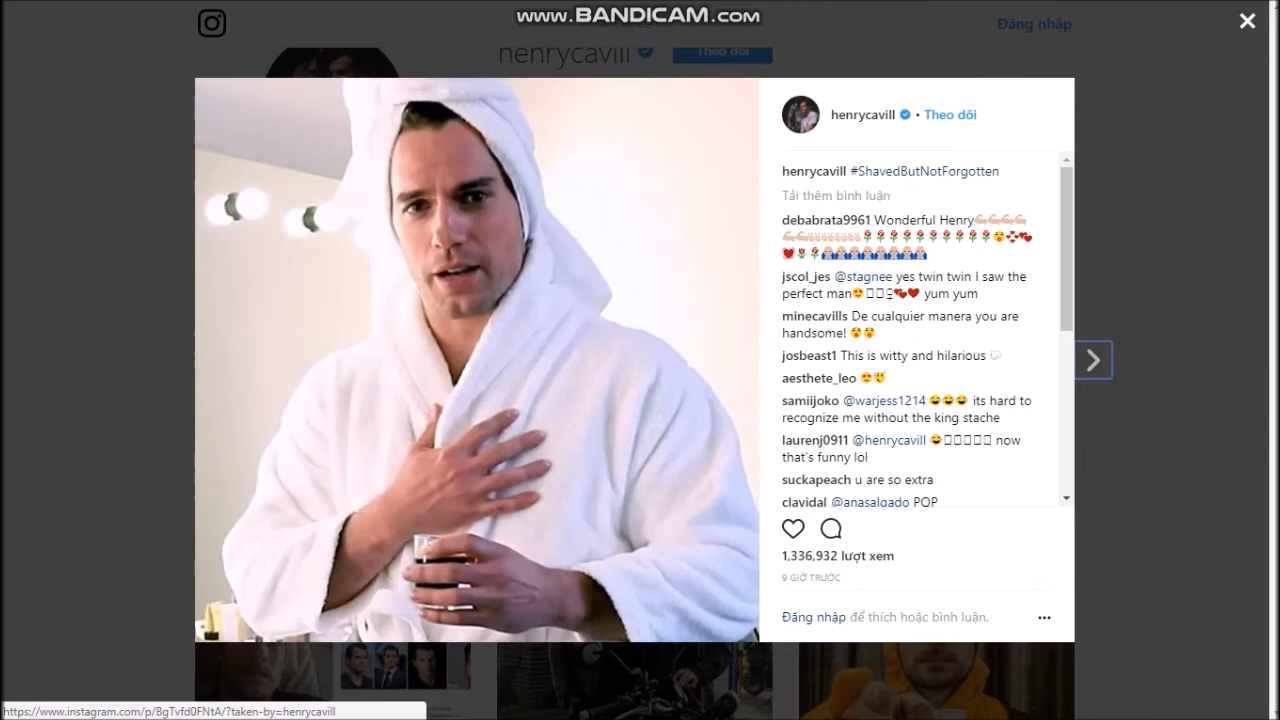 www.BANDICAM.com
Đăng nhập
henrycavill
Theo dõi
henrycavill • Theo dõi
henrycavill #ShavedButNotForgotten
Tải thêm bình luận
debabrata9961 Wonderful Henry
jscol_jes @stagnee yes twin twin I saw the
perfect man yum yum
minecavills De cualquier manera you are
handsome!
josbeast1 This is witty and hilarious
aesthete_leo
samiijoko @warjess1214 its hard to
recognize me without the king stache
laurenj0911 @henrycavill now
that's funny lol
suckapeach u are so extra
clavidal @anasalgado POP
1,336,932 lượt xem
9 GIỜ TRƯỚC
Đăng nhập để thích hoặc bình luận.
https://www.instagram.com/p/BgTvfd0FNtA/?taken-by=henrycavill